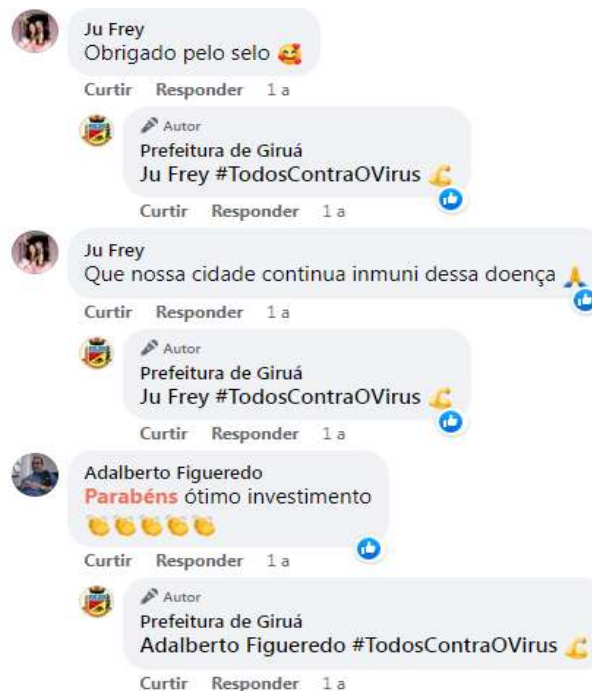 Ju Frey
Obrigado pelo selo 🥰
Curtir Responder 1 a
Autor
Prefeitura de Giruá
Ju Frey #TodosContraOVirus 💪
Curtir Responder 1 a
Ju Frey
Que nossa cidade continua inmuni dessa doença 🙏
Curtir Responder 1 a
Autor
Prefeitura de Giruá
Ju Frey #TodosContraOVirus 💪
Curtir Responder 1 a
Adalberto Figueredo
Parabéns ótimo investimento
👏👏👏👏👏
Curtir Responder 1 a
Autor
Prefeitura de Giruá
Adalberto Figueredo #TodosContraOVirus 💪
Curtir Responder 1 a